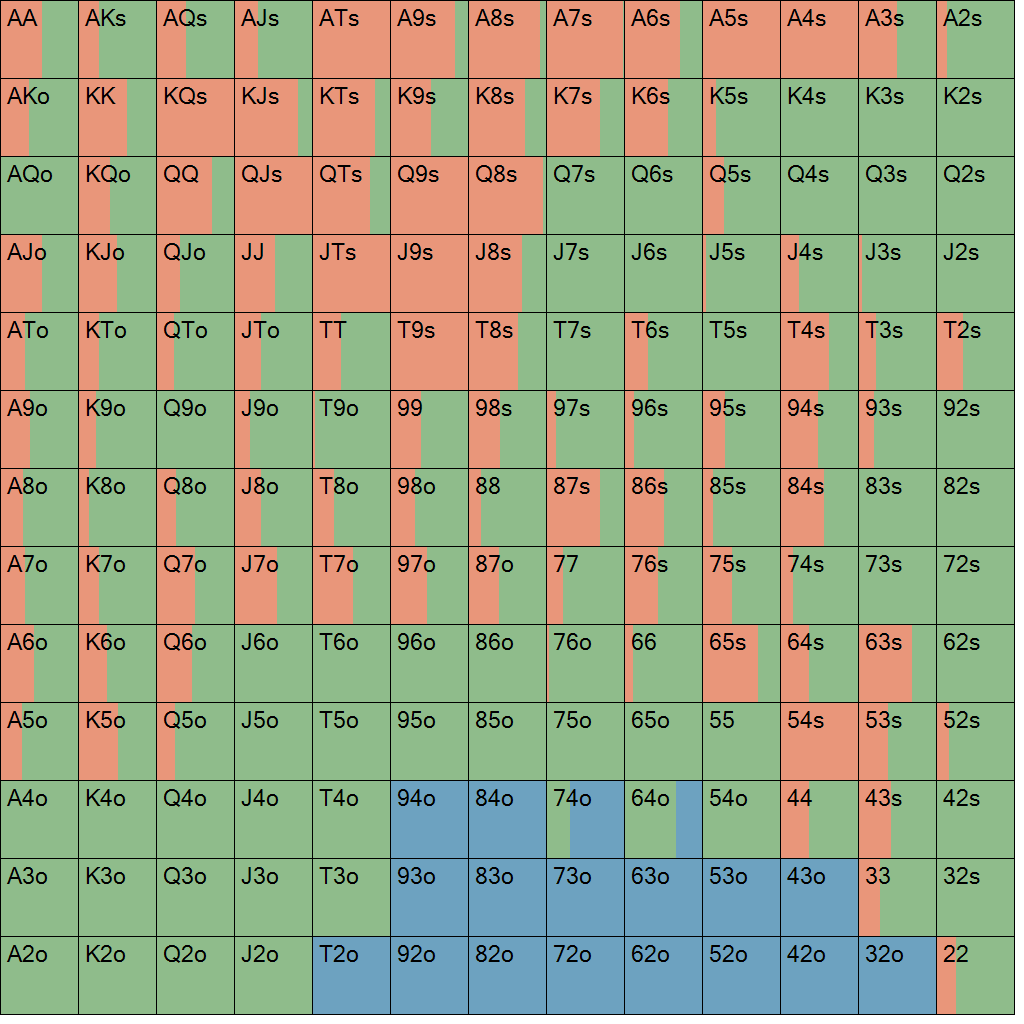 AA AKs AQs AJs ATs A9s A8s A7s A6s A5s A4s A3s A2s
AKo KK KQs KJs KTs K9s K8s K7s K6s K5s K4s K3s K2s
AQo KQo QQ QJs QTs Q9s Q8s Q7s Q6s Q5s Q4s Q3s Q2s
AJo KJo QJo JJ JTs J9s J8s J7s J6s J5s J4s J3s J2s
ATo KTo QTo JTo TT T9s T8s T7s T6s T5s T4s T3s T2s
A9o K9o Q9o J9o T9o 99 98s 97s 96s 95s 94s 93s 92s
A8o K8o Q8o J8o T8o 98o 88 87s 86s 85s 84s 83s 82s
A7o K7o Q7o J7o T7o 97o 87o 77 76s 75s 74s 73s 72s
A6o K6o Q6o J6o T6o 96o 86o 76o 66 65s 64s 63s 62s
A5o K5o Q5o J5o T5o 95o 85o 75o 65o 55 54s 53s 52s
A4o K4o Q4o J4o T4o 94o 84o 74o 64o 54o 44 43s 42s
A3o K3o Q3o J3o T3o 93o 83o 73o 63o 53o 43o 33 32s
A2o K2o Q2o J2o T2o 92o 82o 72o 62o 52o 42o 32o 22